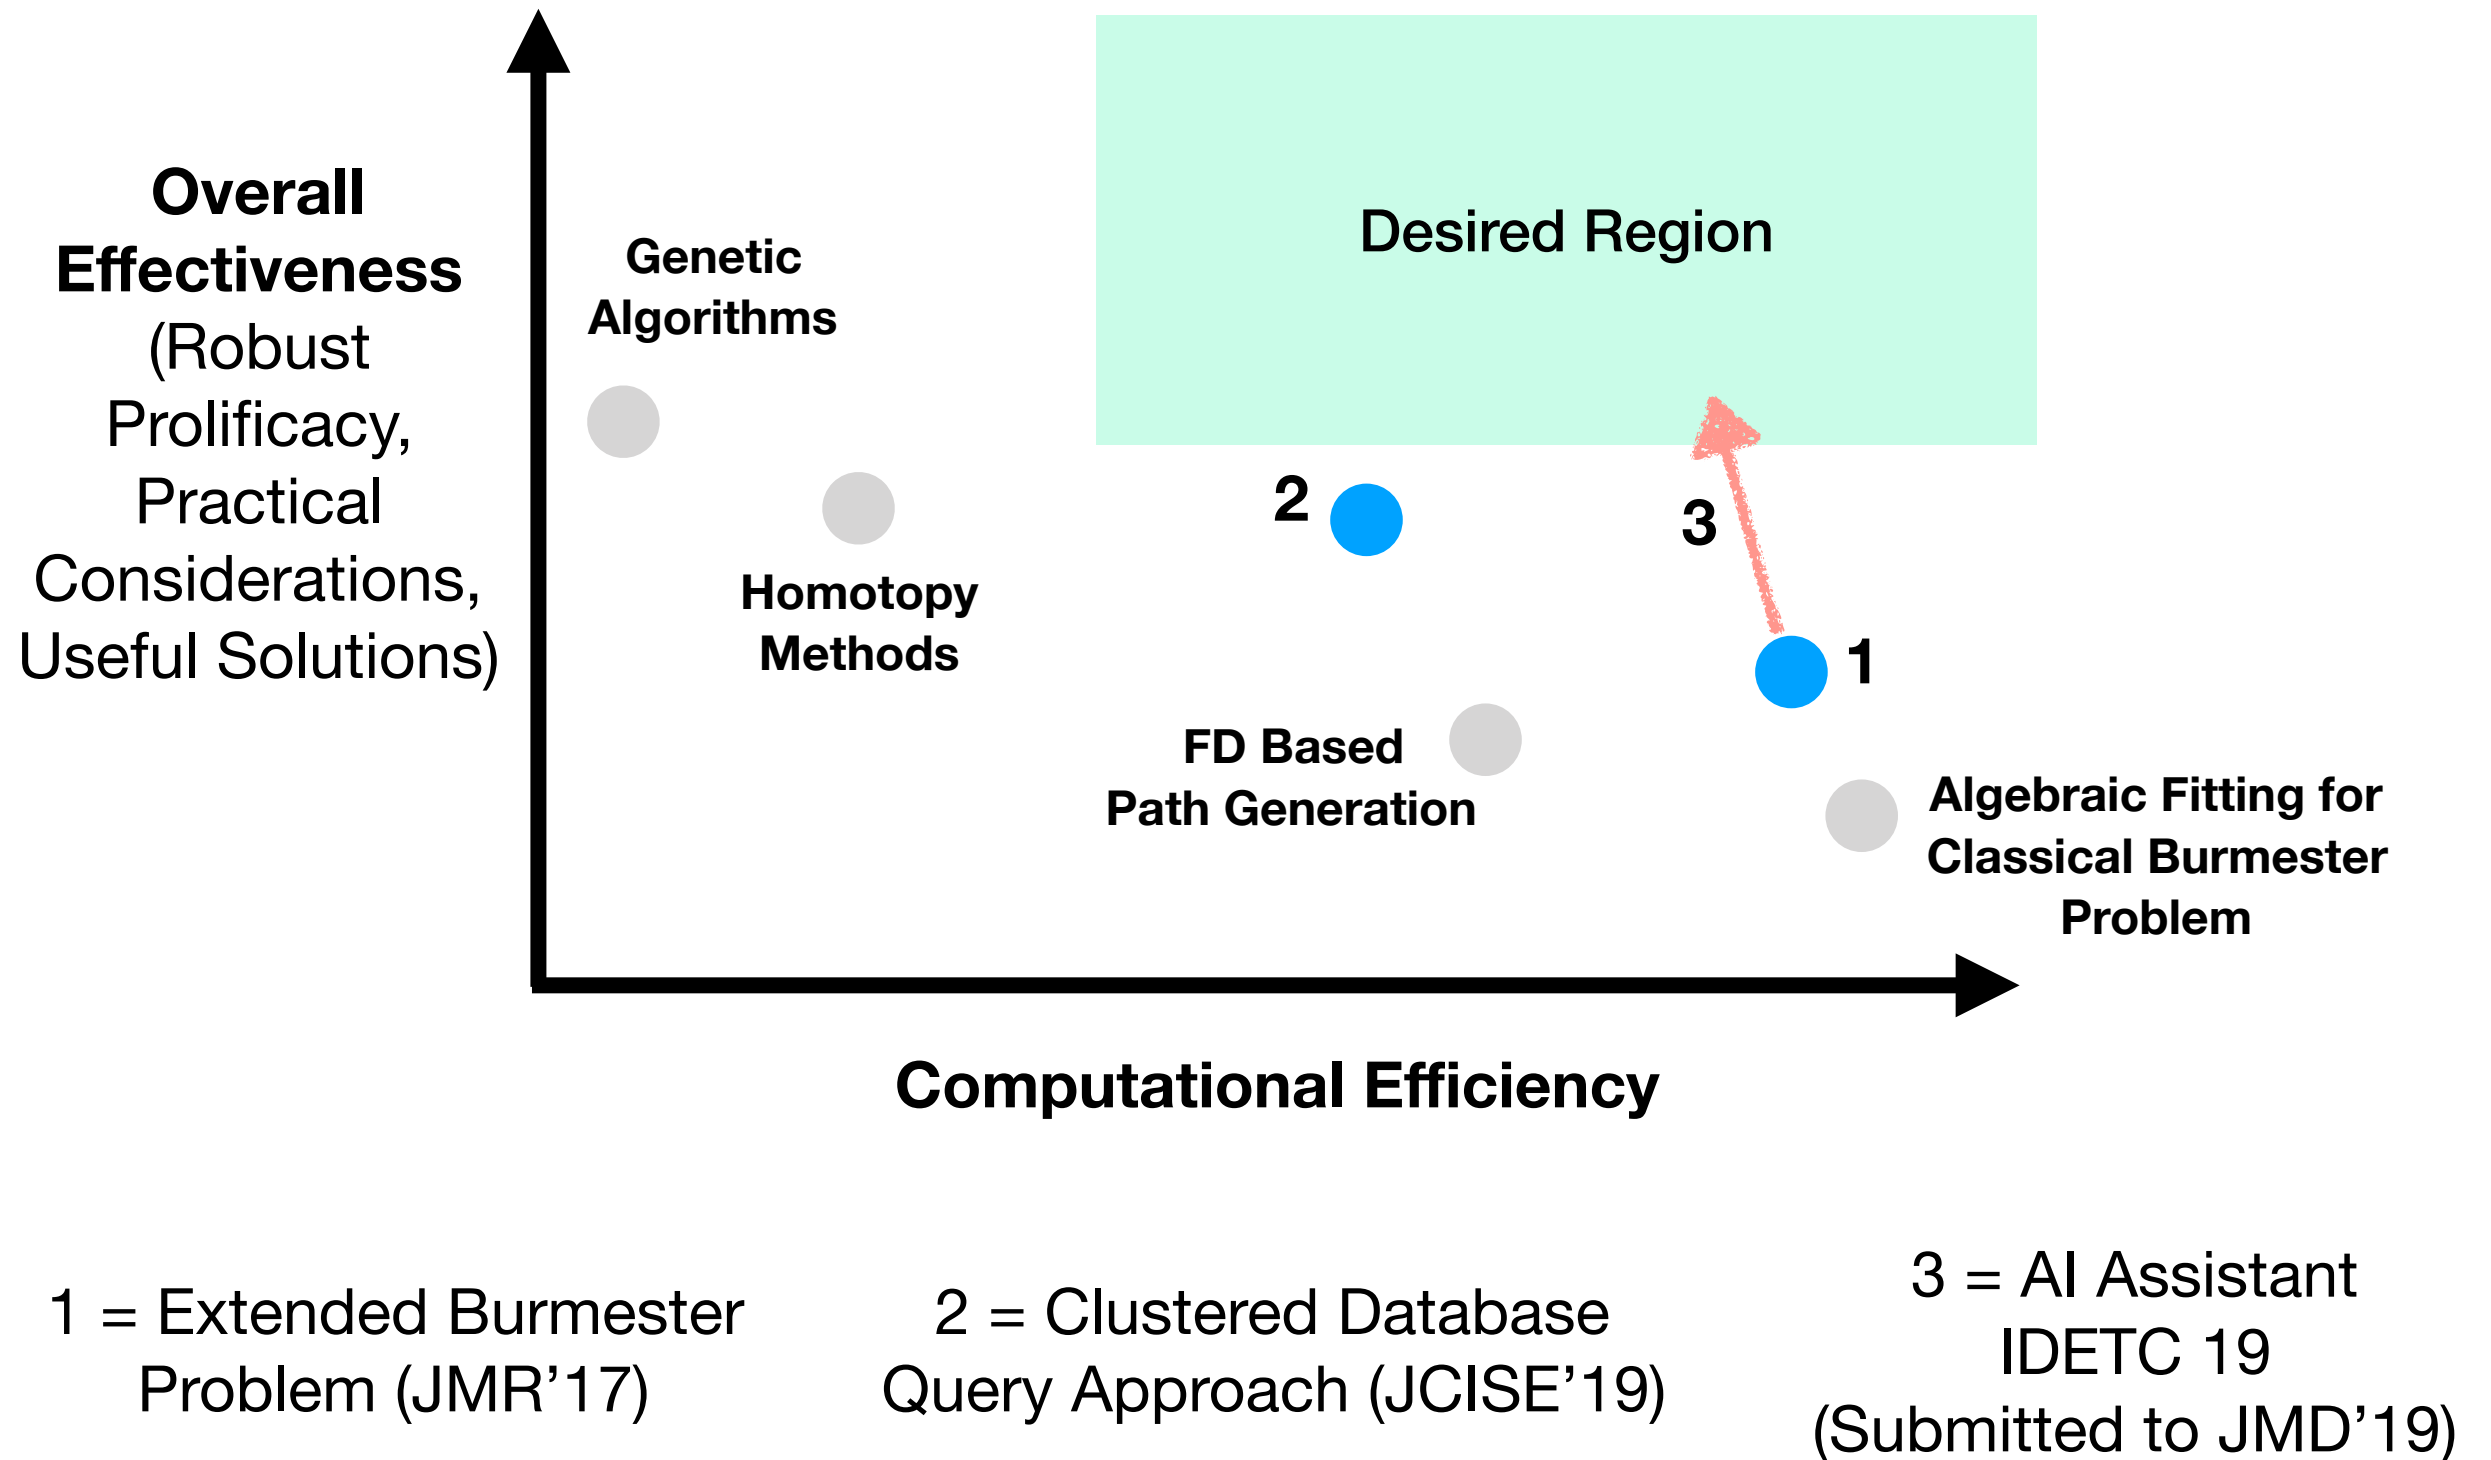 Overall
Effectiveness
(Robust
Prolificacy,
Practical
Considerations,
Useful Solutions)
Genetic
Algorithms
Desired Region
Homotopy
Methods
2
3
1
FD Based
Path Generation
Algebraic Fitting for
Classical Burmester
Problem
Computational Efficiency
1 = Extended Burmester
Problem (JMR’17)
2 = Clustered Database
Query Approach (JCISE’19)
3 = AI Assistant
IDETC 19
(Submitted to JMD’19)